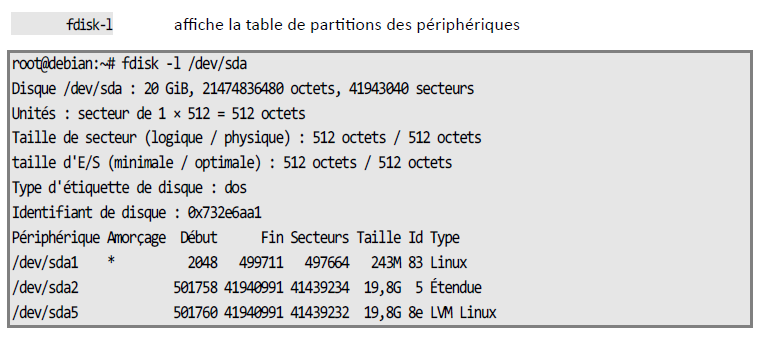 fdisk-l affiche la table de partitions des périphériques
root@debian:~# fdisk -l /dev/sda
Disque /dev/sda : 20 GiB, 21474836480 octets, 41943040 secteurs
Unités : secteur de 1 × 512 = 512 octets
Taille de secteur (logique / physique) : 512 octets / 512 octets
taille d'E/S (minimale / optimale) : 512 octets / 512 octets
Type d'étiquette de disque : dos
Identifiant de disque : 0x732e6aa1
Périphérique Amorçage Début Fin Secteurs Taille Id Type
/dev/sda1 * 2048 499711 497664 243M 83 Linux
/dev/sda2 501758 41940991 41439234 19,8G 5 Étendue
/dev/sda5 501760 41940991 41439232 19,8G 8e LVM Linux